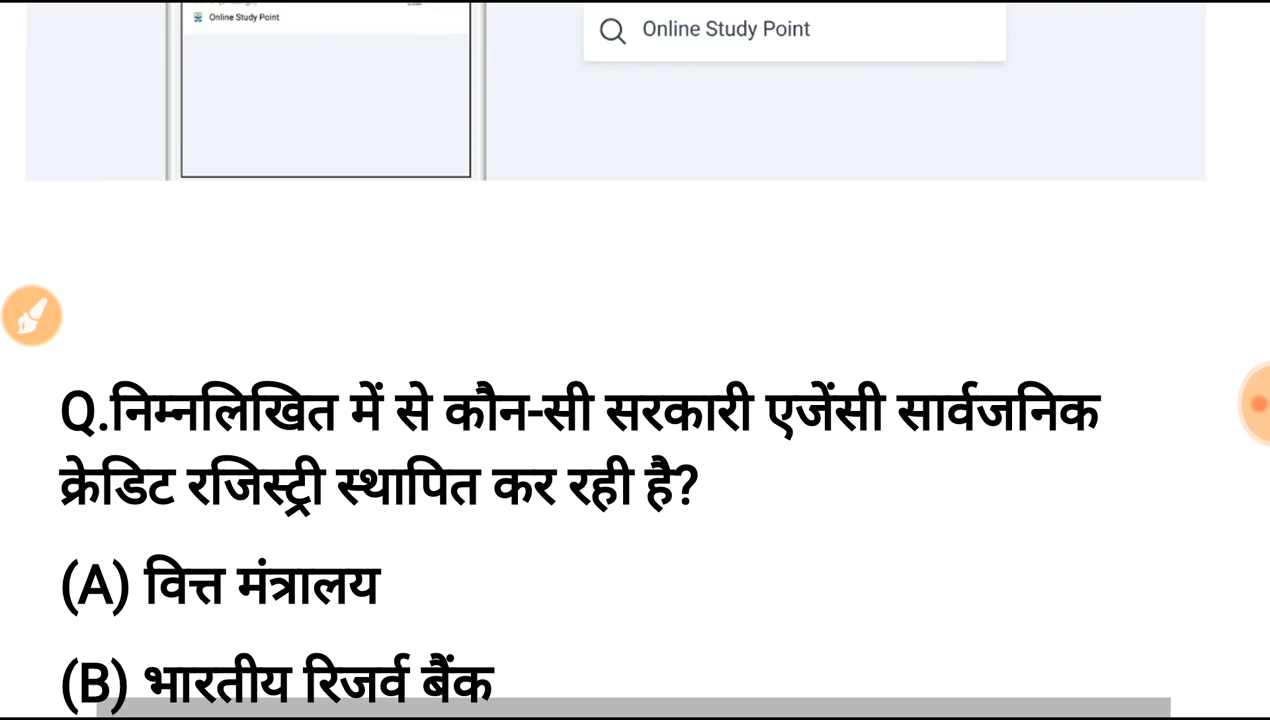 Online Study Point
Online Study Point
Q.निम्नलिखित में से कौन-सी सरकारी एजेंसी सार्वजनिक
क्रेडिट रजिस्ट्री स्थापित कर रही है?
(A) वित्त मंत्रालय
(B) भारतीय रिजर्व बैंक